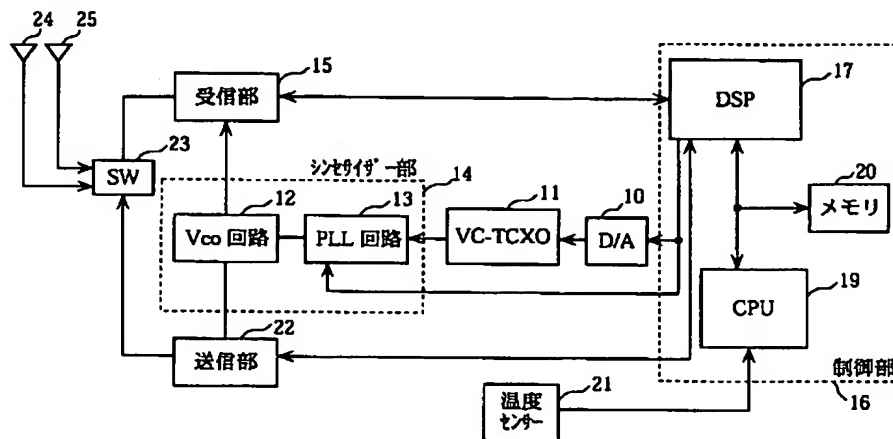 24
25
15
受信部
17
DSP
23
SW
シンセサイザー部
14
12
Vco 回路
13
PLL 回路
11
VC-TCXO
10
D/A
20
メモリ
19
CPU
22
送信部
制御部
16
21
温度
センサー